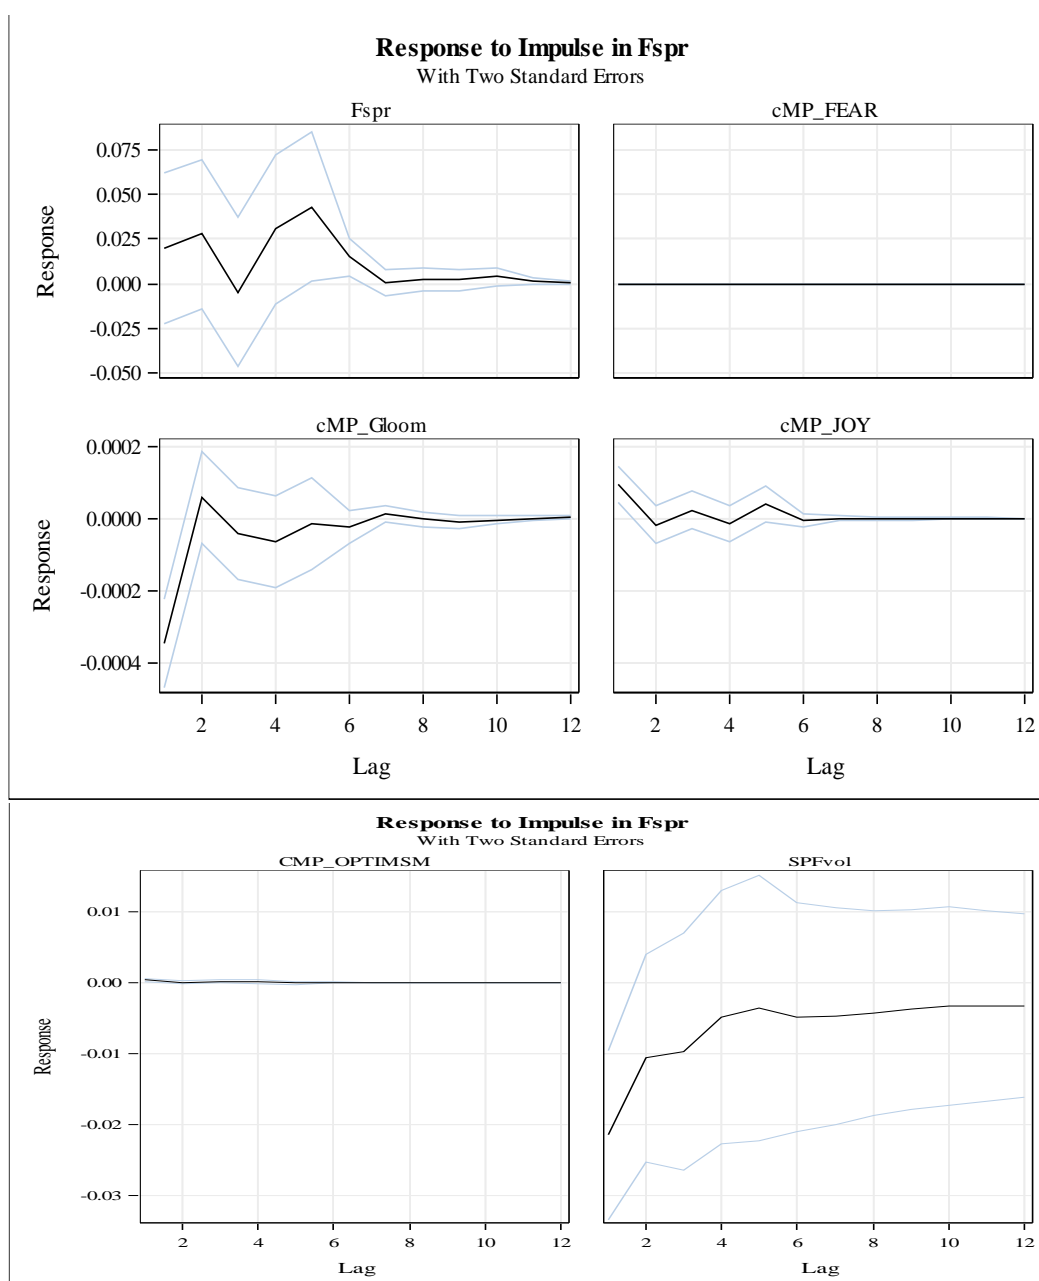 Response to Impulse in Fspr
With Two Standard Errors
Fspr cMP_FEAR
0.075
0.050
0.025
0.000
-0.025
-0.050
Response
cMP_Gloom cMP_JOY
0.0002
0.0000
-0.0002
-0.0004
Response
2 4 6 8 10 12 2 4 6 8 10 12
Lag Lag
Response to Impulse in Fspr
With Two Standard Errors
CMP_OPTIMSM SPFvol
0.01
0.00
-0.01
-0.02
-0.03
Response
2 4 6 8 10 12 2 4 6 8 10 12
Lag Lag